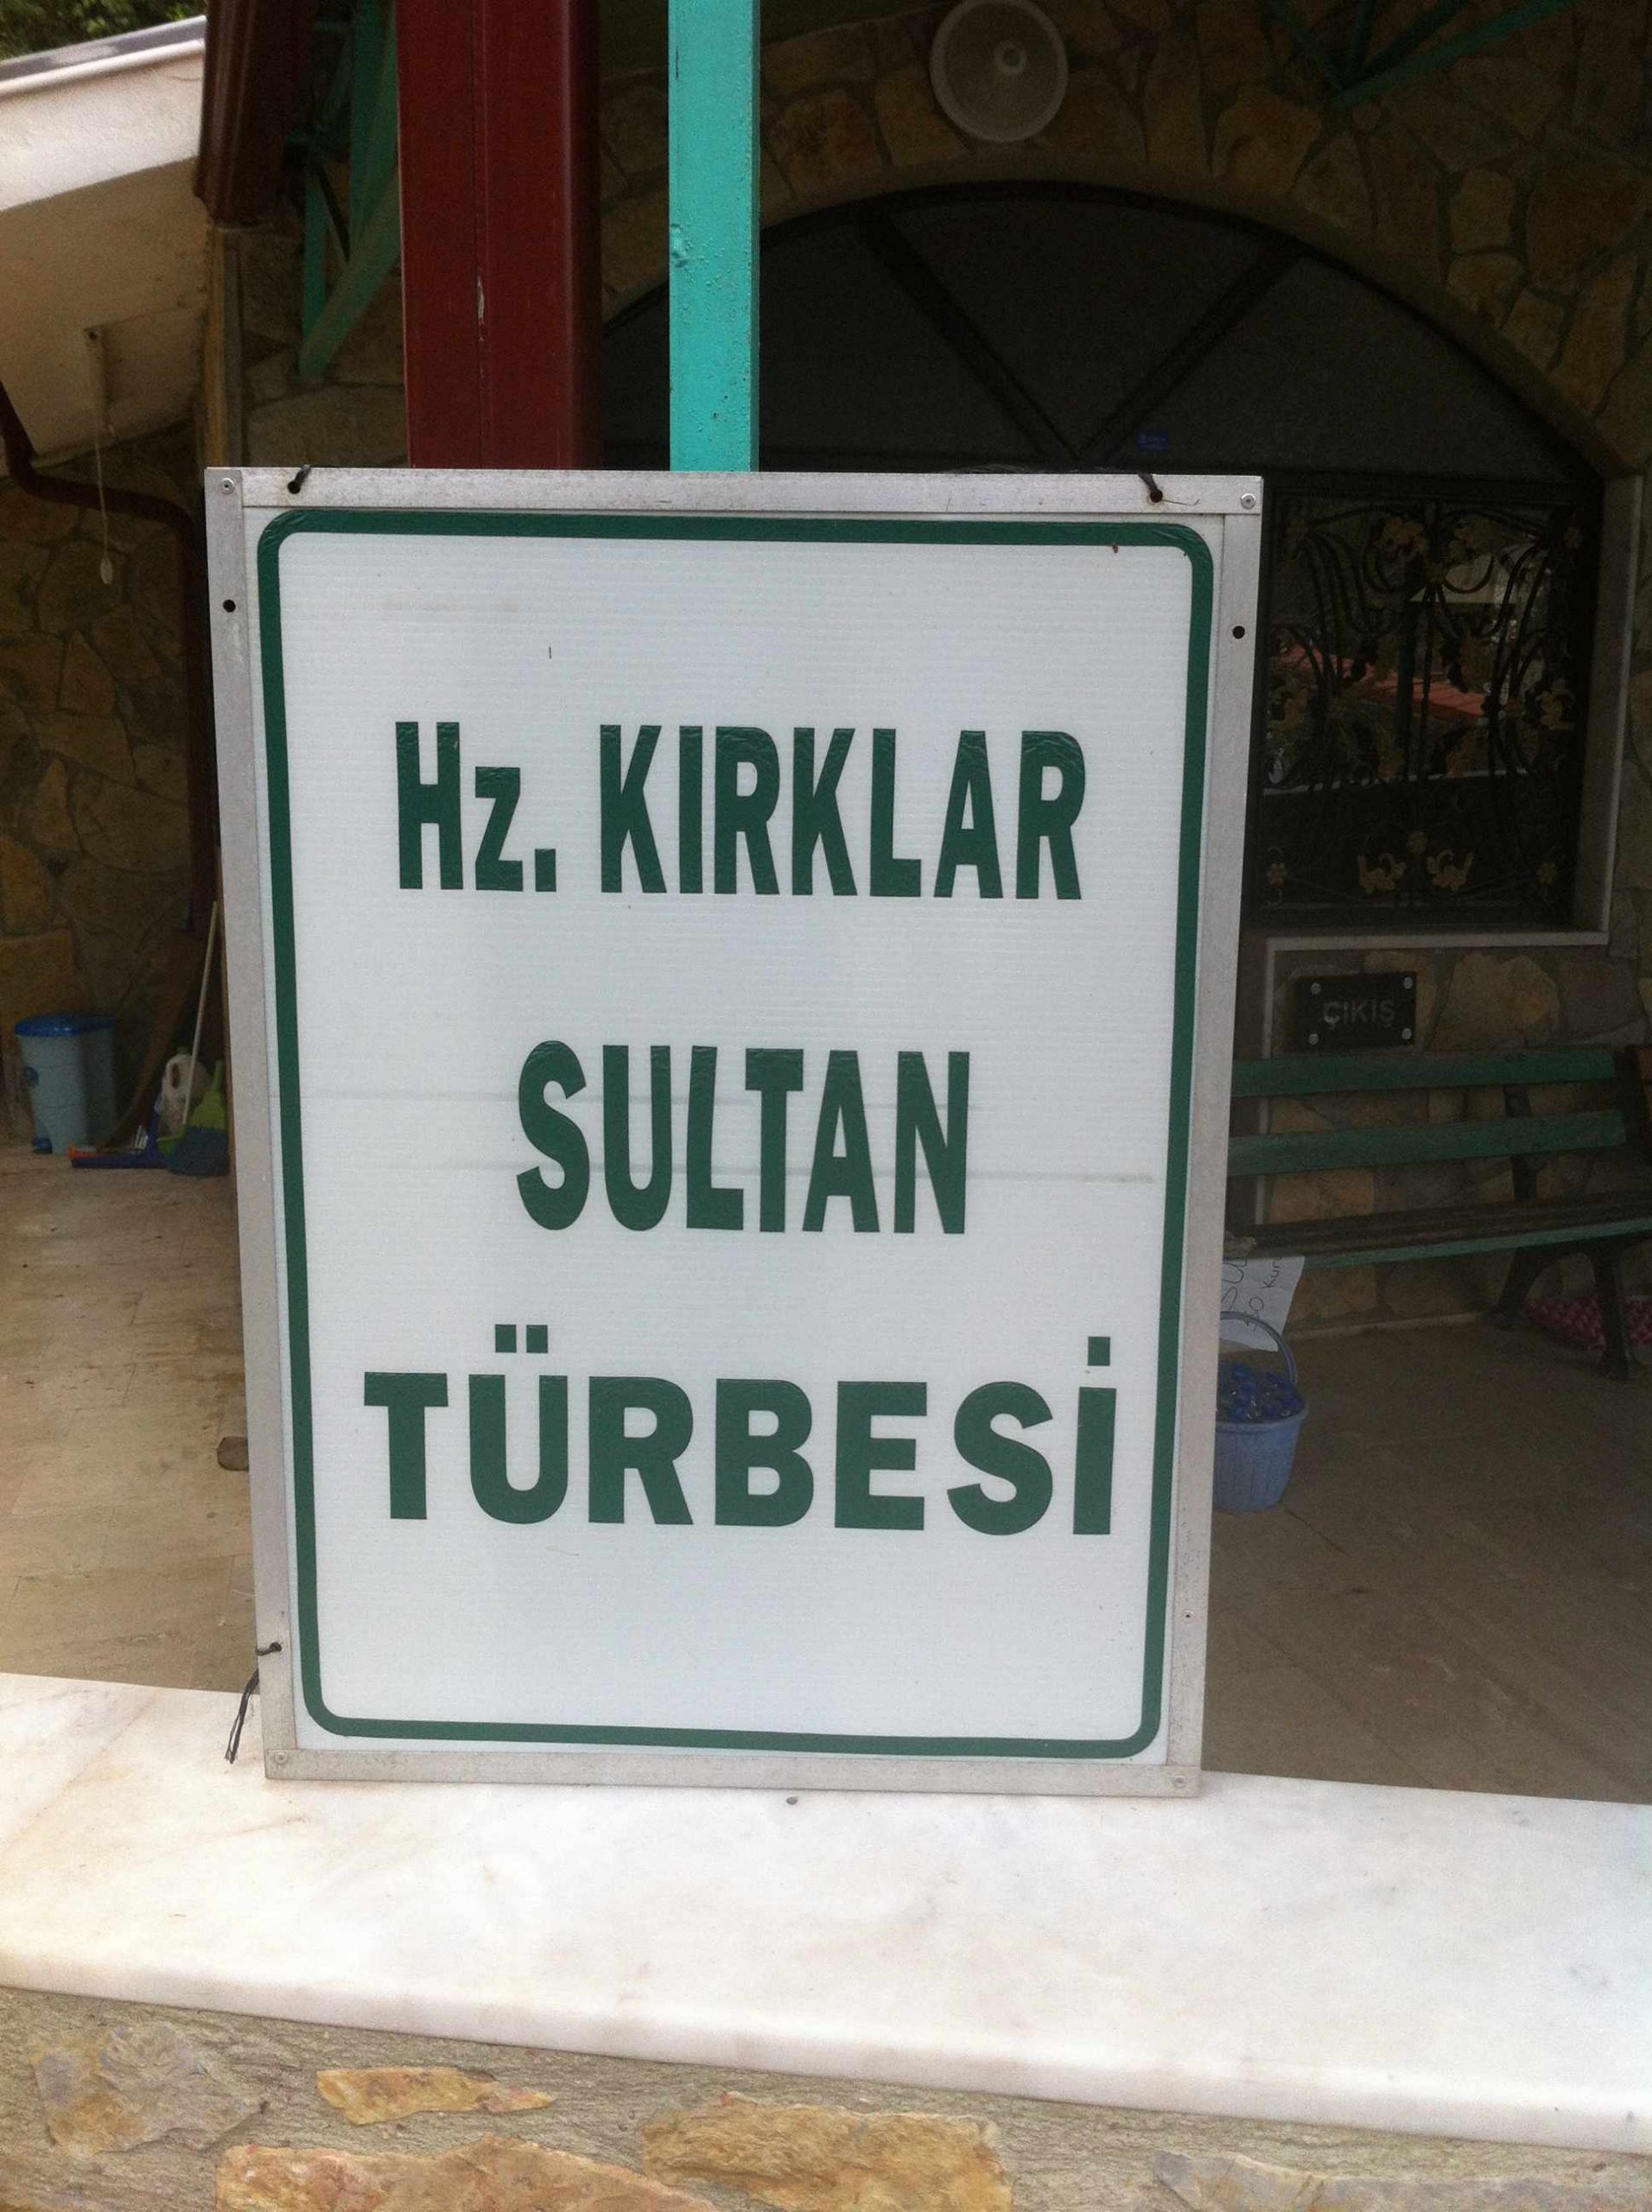 Hz. KIRKLAR
SULTAN
TÜRBESİ
ÇIKIŞ